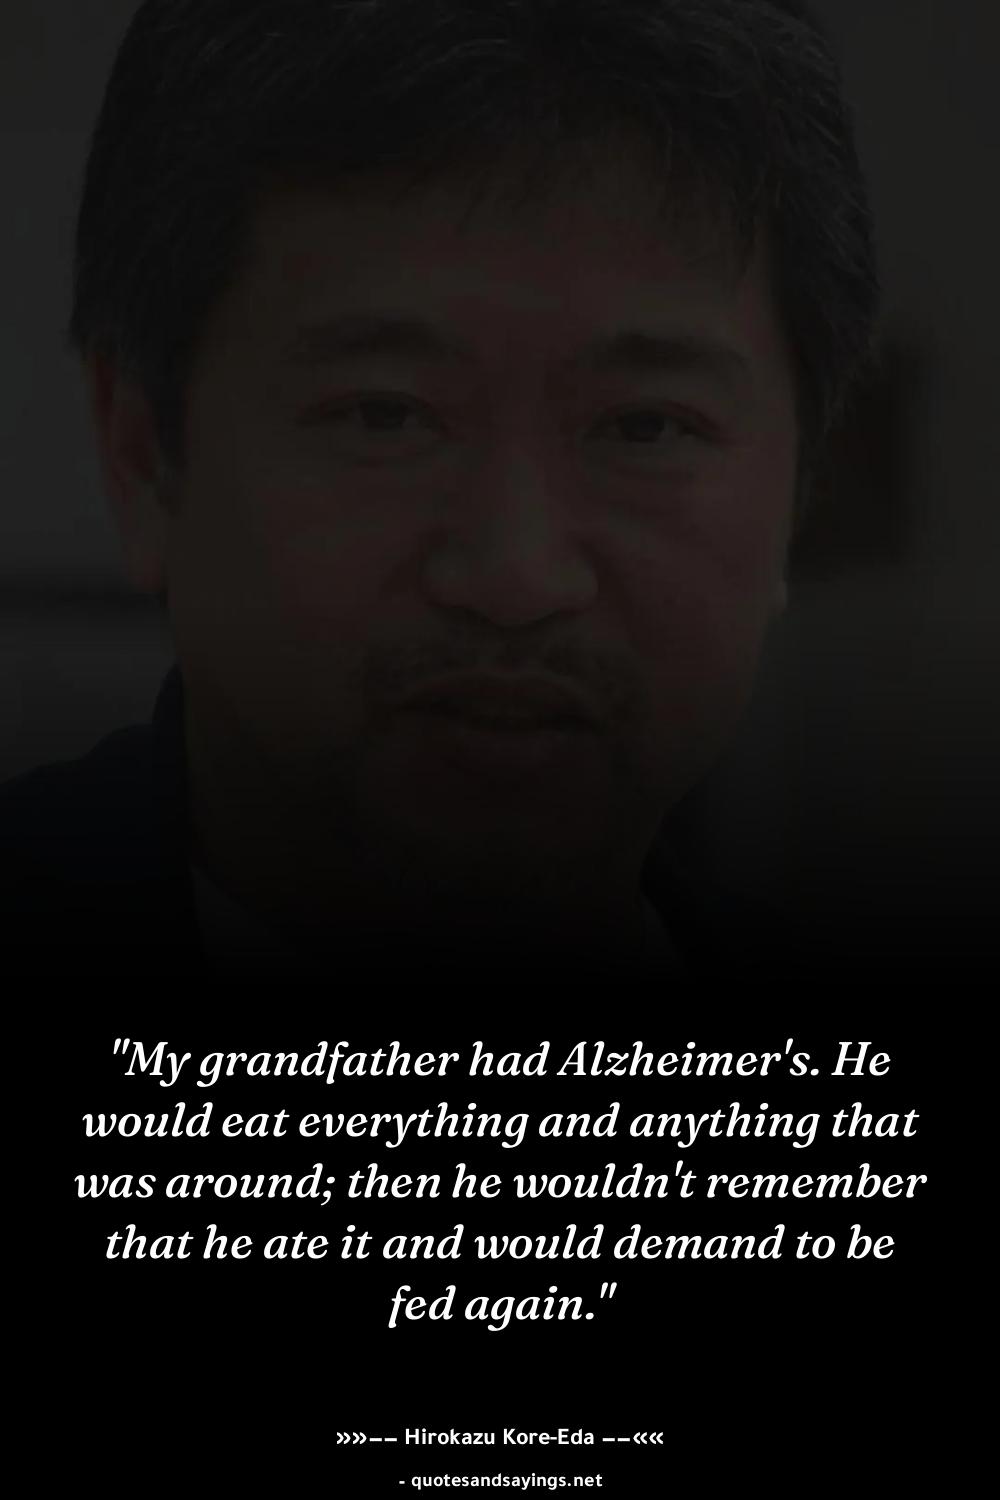 "My grandfather had Alzheimer's. He
would eat everything and anything that
was around; then he wouldn't remember
that he ate it and would demand to be
fed again."
»»−− Hirokazu Kore-Eda −−««
- quotesandsayings.net